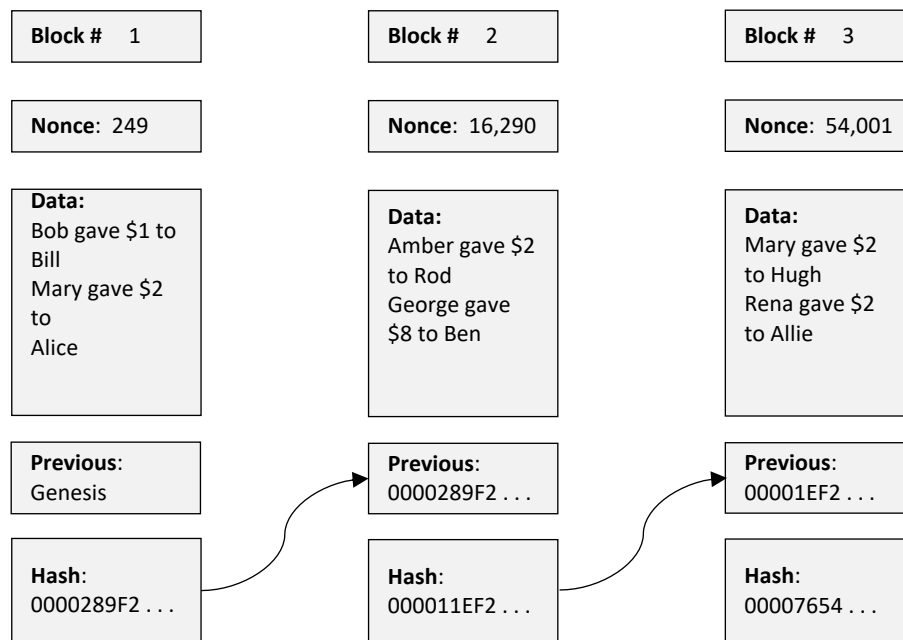 Block # 1
Nonce: 249
Data:
Bob gave $1 to
Bill
Mary gave $2
to
Alice
Previous:
Genesis
Hash:
0000289F2 . . .
Block # 2
Nonce: 16,290
Data:
Amber gave $2
to Rod
George gave
$8 to Ben
Previous:
0000289F2 . . .
Hash:
000011EF2 . . .
Block # 3
Nonce: 54,001
Data:
Mary gave $2
to Hugh
Rena gave $2
to Allie
Previous:
00001EF2 . . .
Hash:
00007654 . . .